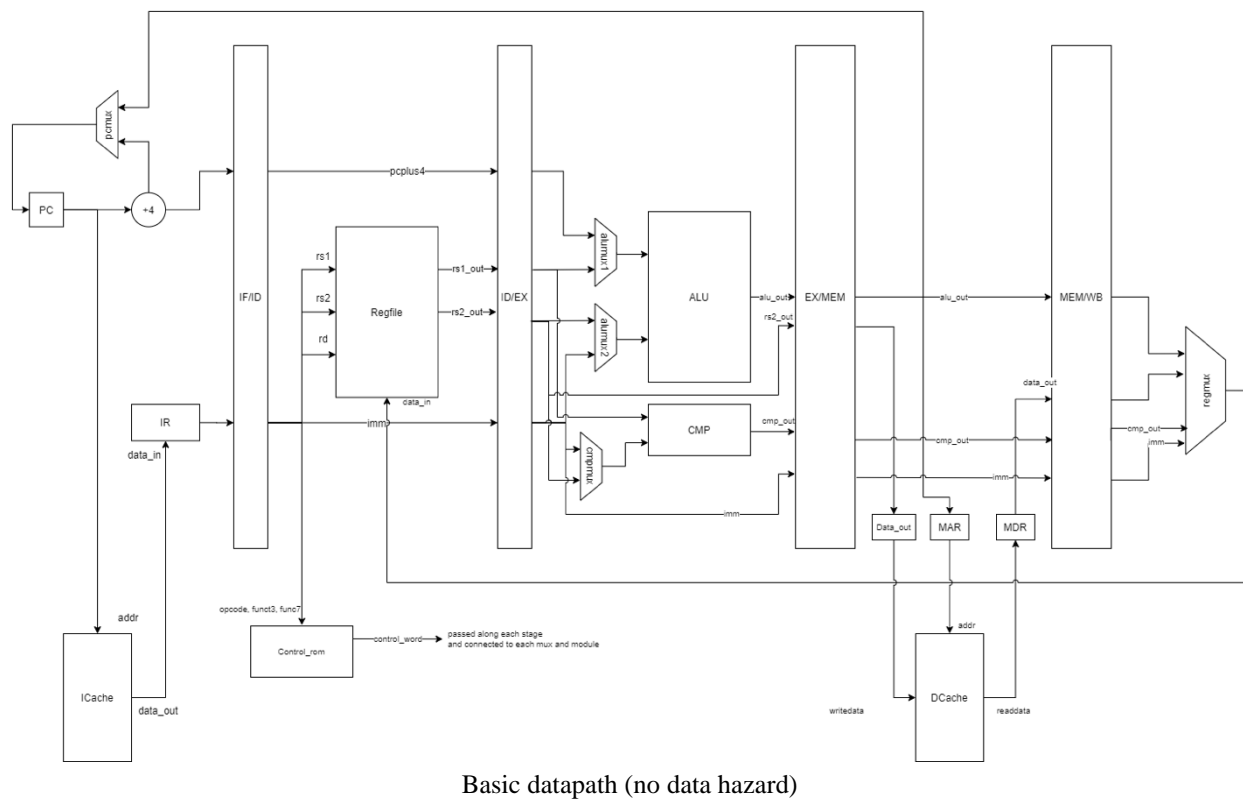 pcmux
PC
+4
pcplus4
IF/ID
rs1
rs2
rd
Regfile
rs1_out
rs2_out
data_in
imm
ID/EX
alumux1
alumux2
ALU
alu_out
rs2_out
cmpmux
CMP
cmp_out
imm
EX/MEM
alu_out
cmp_out
imm
MEM/WB
data_out
cmp_out
imm
regmux
IR
data_in
Data_out
MAR
MDR
addr
ICache
data_out
opcode, funct3, func7
Control_rom
control_word
passed along each stage
and connected to each mux and module
addr
DCache
writedata
readdata
Basic datapath (no data hazard)